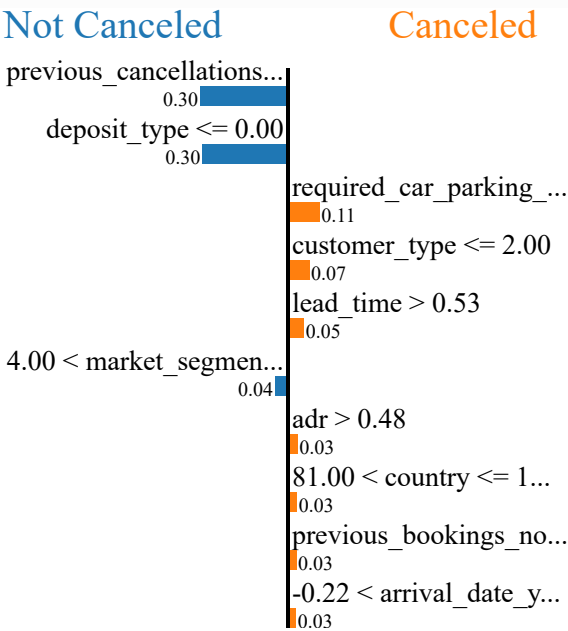 Not Canceled Canceled
previous_cancellations...
0.30
deposit_type <= 0.00
0.30
required_car_parking_...
0.11
customer_type <= 2.00
0.07
lead_time > 0.53
0.05
4.00 < market_segmen...
0.04
adr > 0.48
0.03
81.00 < country <= 1...
0.03
previous_bookings_no...
0.03
-0.22 < arrival_date_y...
0.03